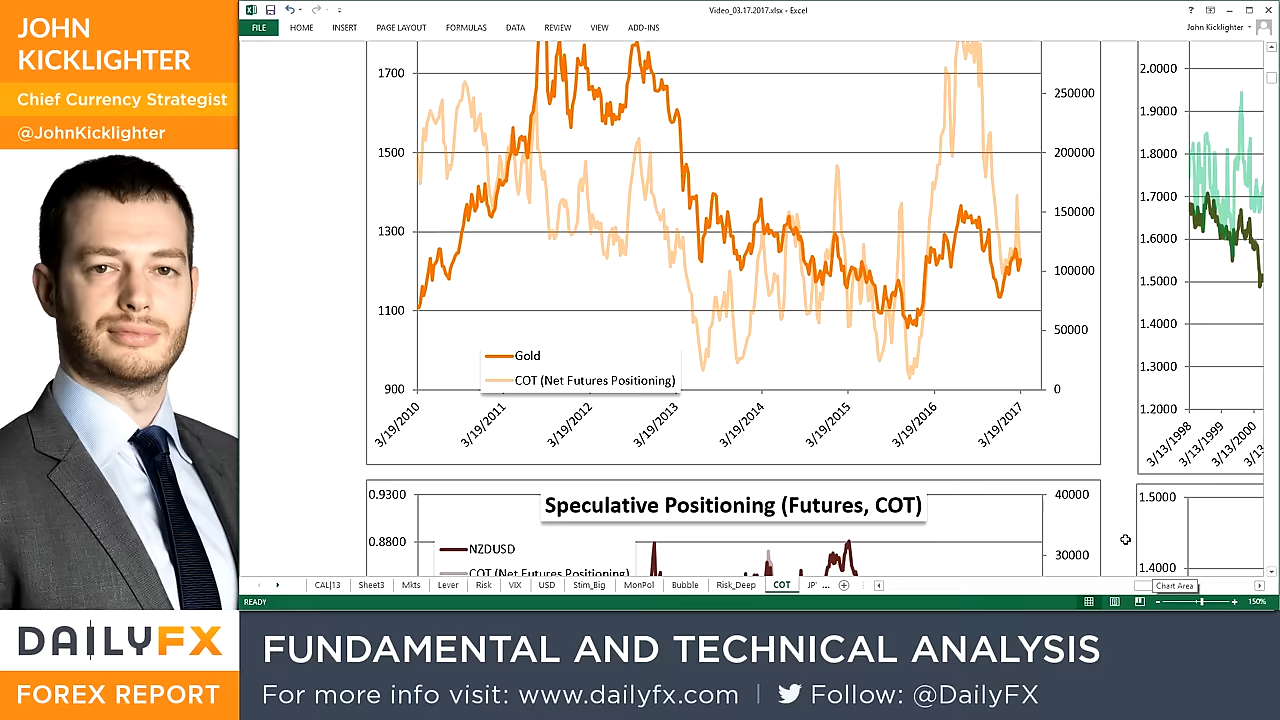 JOHN
KICKLIGHTER
Chief Currency Strategist
@JohnKicklighter
DAILYFX
FOREX REPORT
Video_03.17.2017.xlsx - Excel
FILE HOME INSERT PAGE LAYOUT FORMULAS DATA REVIEW VIEW ADD-INS
John Kicklighter
1700
1500
1300
1100
900
250000
200000
150000
100000
50000
0
Gold
COT (Net Futures Positioning)
3/19/2010 3/19/2011 3/19/2012 3/19/2013 3/19/2014 3/19/2015 3/19/2016 3/19/2017
2.0000
1.9000
1.8000
1.7000
1.6000
1.5000
1.4000
1.3000
1.2000
3/13/1998 3/13/1999 3/13/2000
0.9300
0.8800
Speculative Positioning (Futures, COT)
40000
30000
NZDUSD
COT (Net Futures Positioning)
1.5000
1.4000
CAL|13 Sheet3 Mkts Lever Risk VIX USD Stim_Big MonPol Bubble Risk_Deep COT JP ...
Chart Area
READY
150%
FUNDAMENTAL AND TECHNICAL ANALYSIS
For more info visit: www.dailyfx.com | Follow: @DailyFX